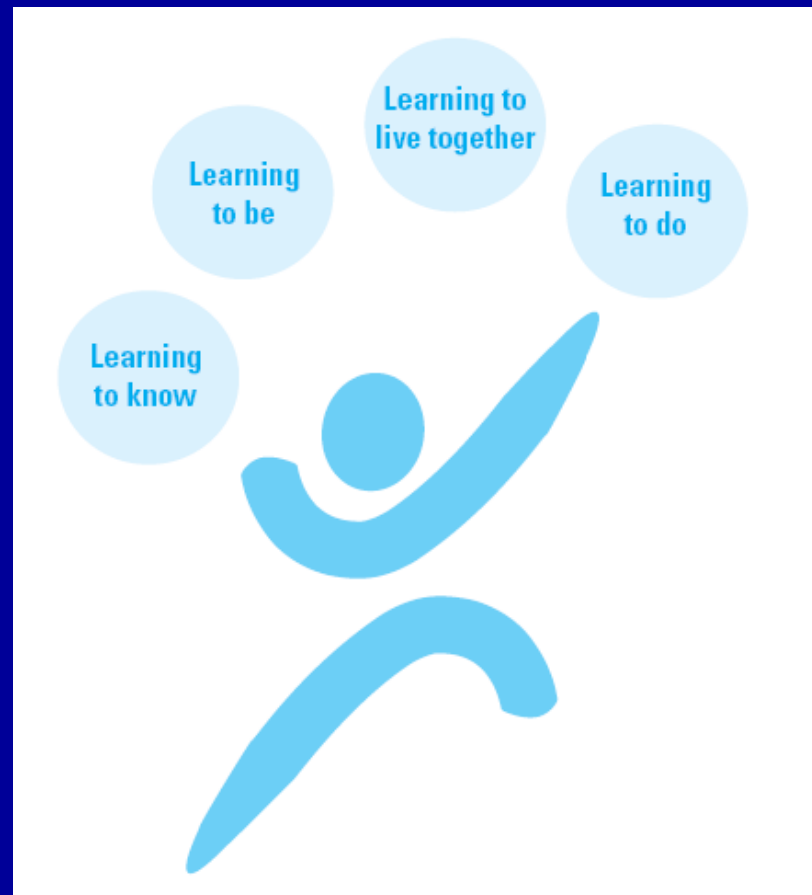 Learning to
live together
Learning
to be
Learning
to do
Learning
to know